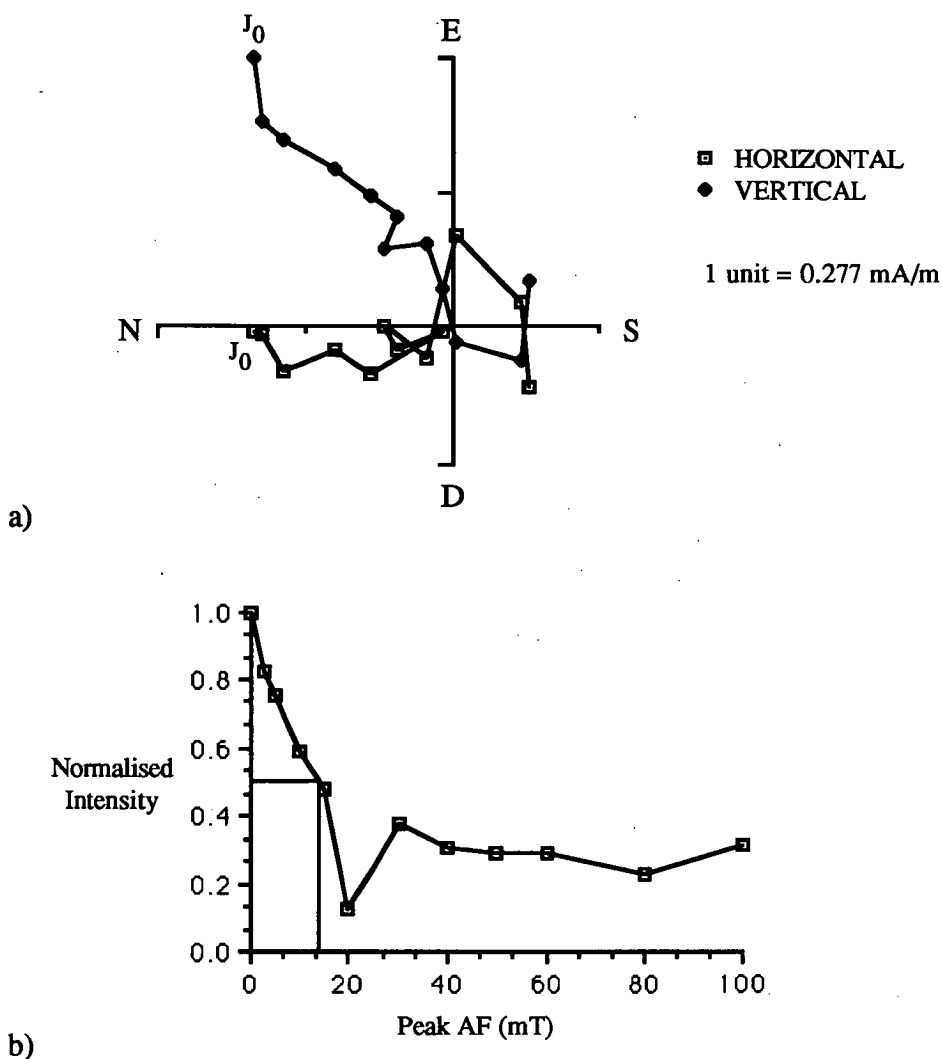 J0
E
HORIZONTAL
VERTICAL
1 unit = 0.277 mA/m
N
S
J0
D
a)
1.0
0.8
0.6
Normalised
Intensity
0.4
0.2
0.0
0 20 40 60 80 100
Peak AF (mT)
b)